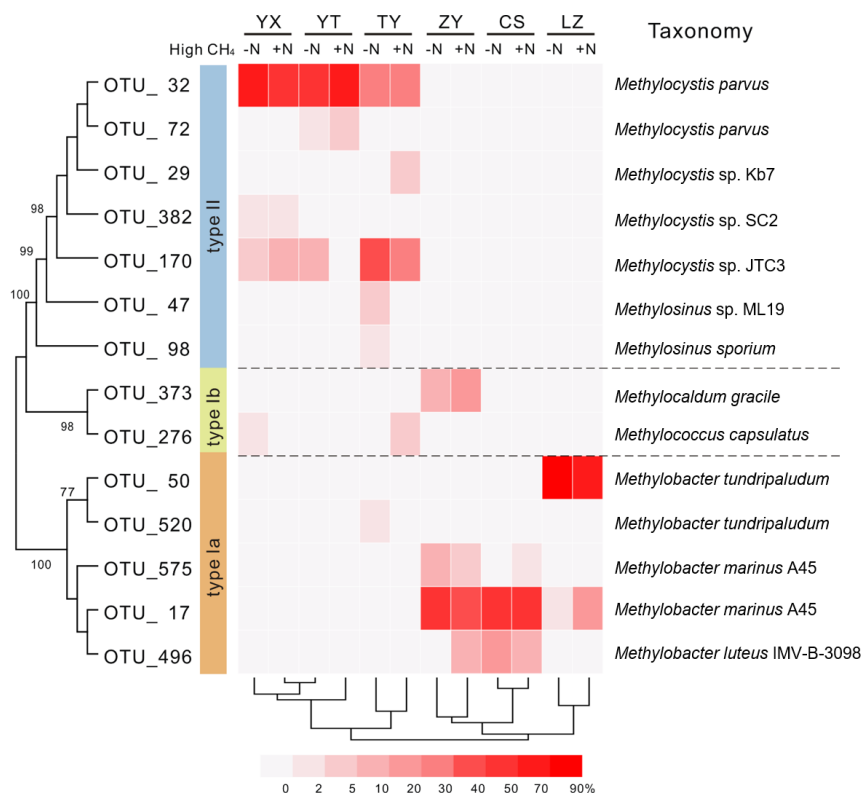 YX YT TY ZY CS LZ Taxonomy
High CH₄ -N +N -N +N -N +N -N +N -N +N -N +N
OTU_ 32 Methylocystis parvus
OTU_ 72 Methylocystis parvus
OTU_ 29 Methylocystis sp. Kb7
98 OTU_382 Methylocystis sp. SC2
99 OTU_170 Methylocystis sp. JTC3
100 OTU_ 47 Methylosinus sp. ML19
OTU_ 98 Methylosinus sporium
type II
OTU_373 Methylocaldum gracile
98 OTU_276 Methylococcus capsulatus
type Ib
77 OTU_ 50 Methylobacter tundripaludum
OTU_520 Methylobacter tundripaludum
100 OTU_575 Methylobacter marinus A45
OTU_ 17 Methylobacter marinus A45
OTU_496 Methylobacter luteus IMV-B-3098
type Ia
0 2 5 10 20 30 40 50 70 90%